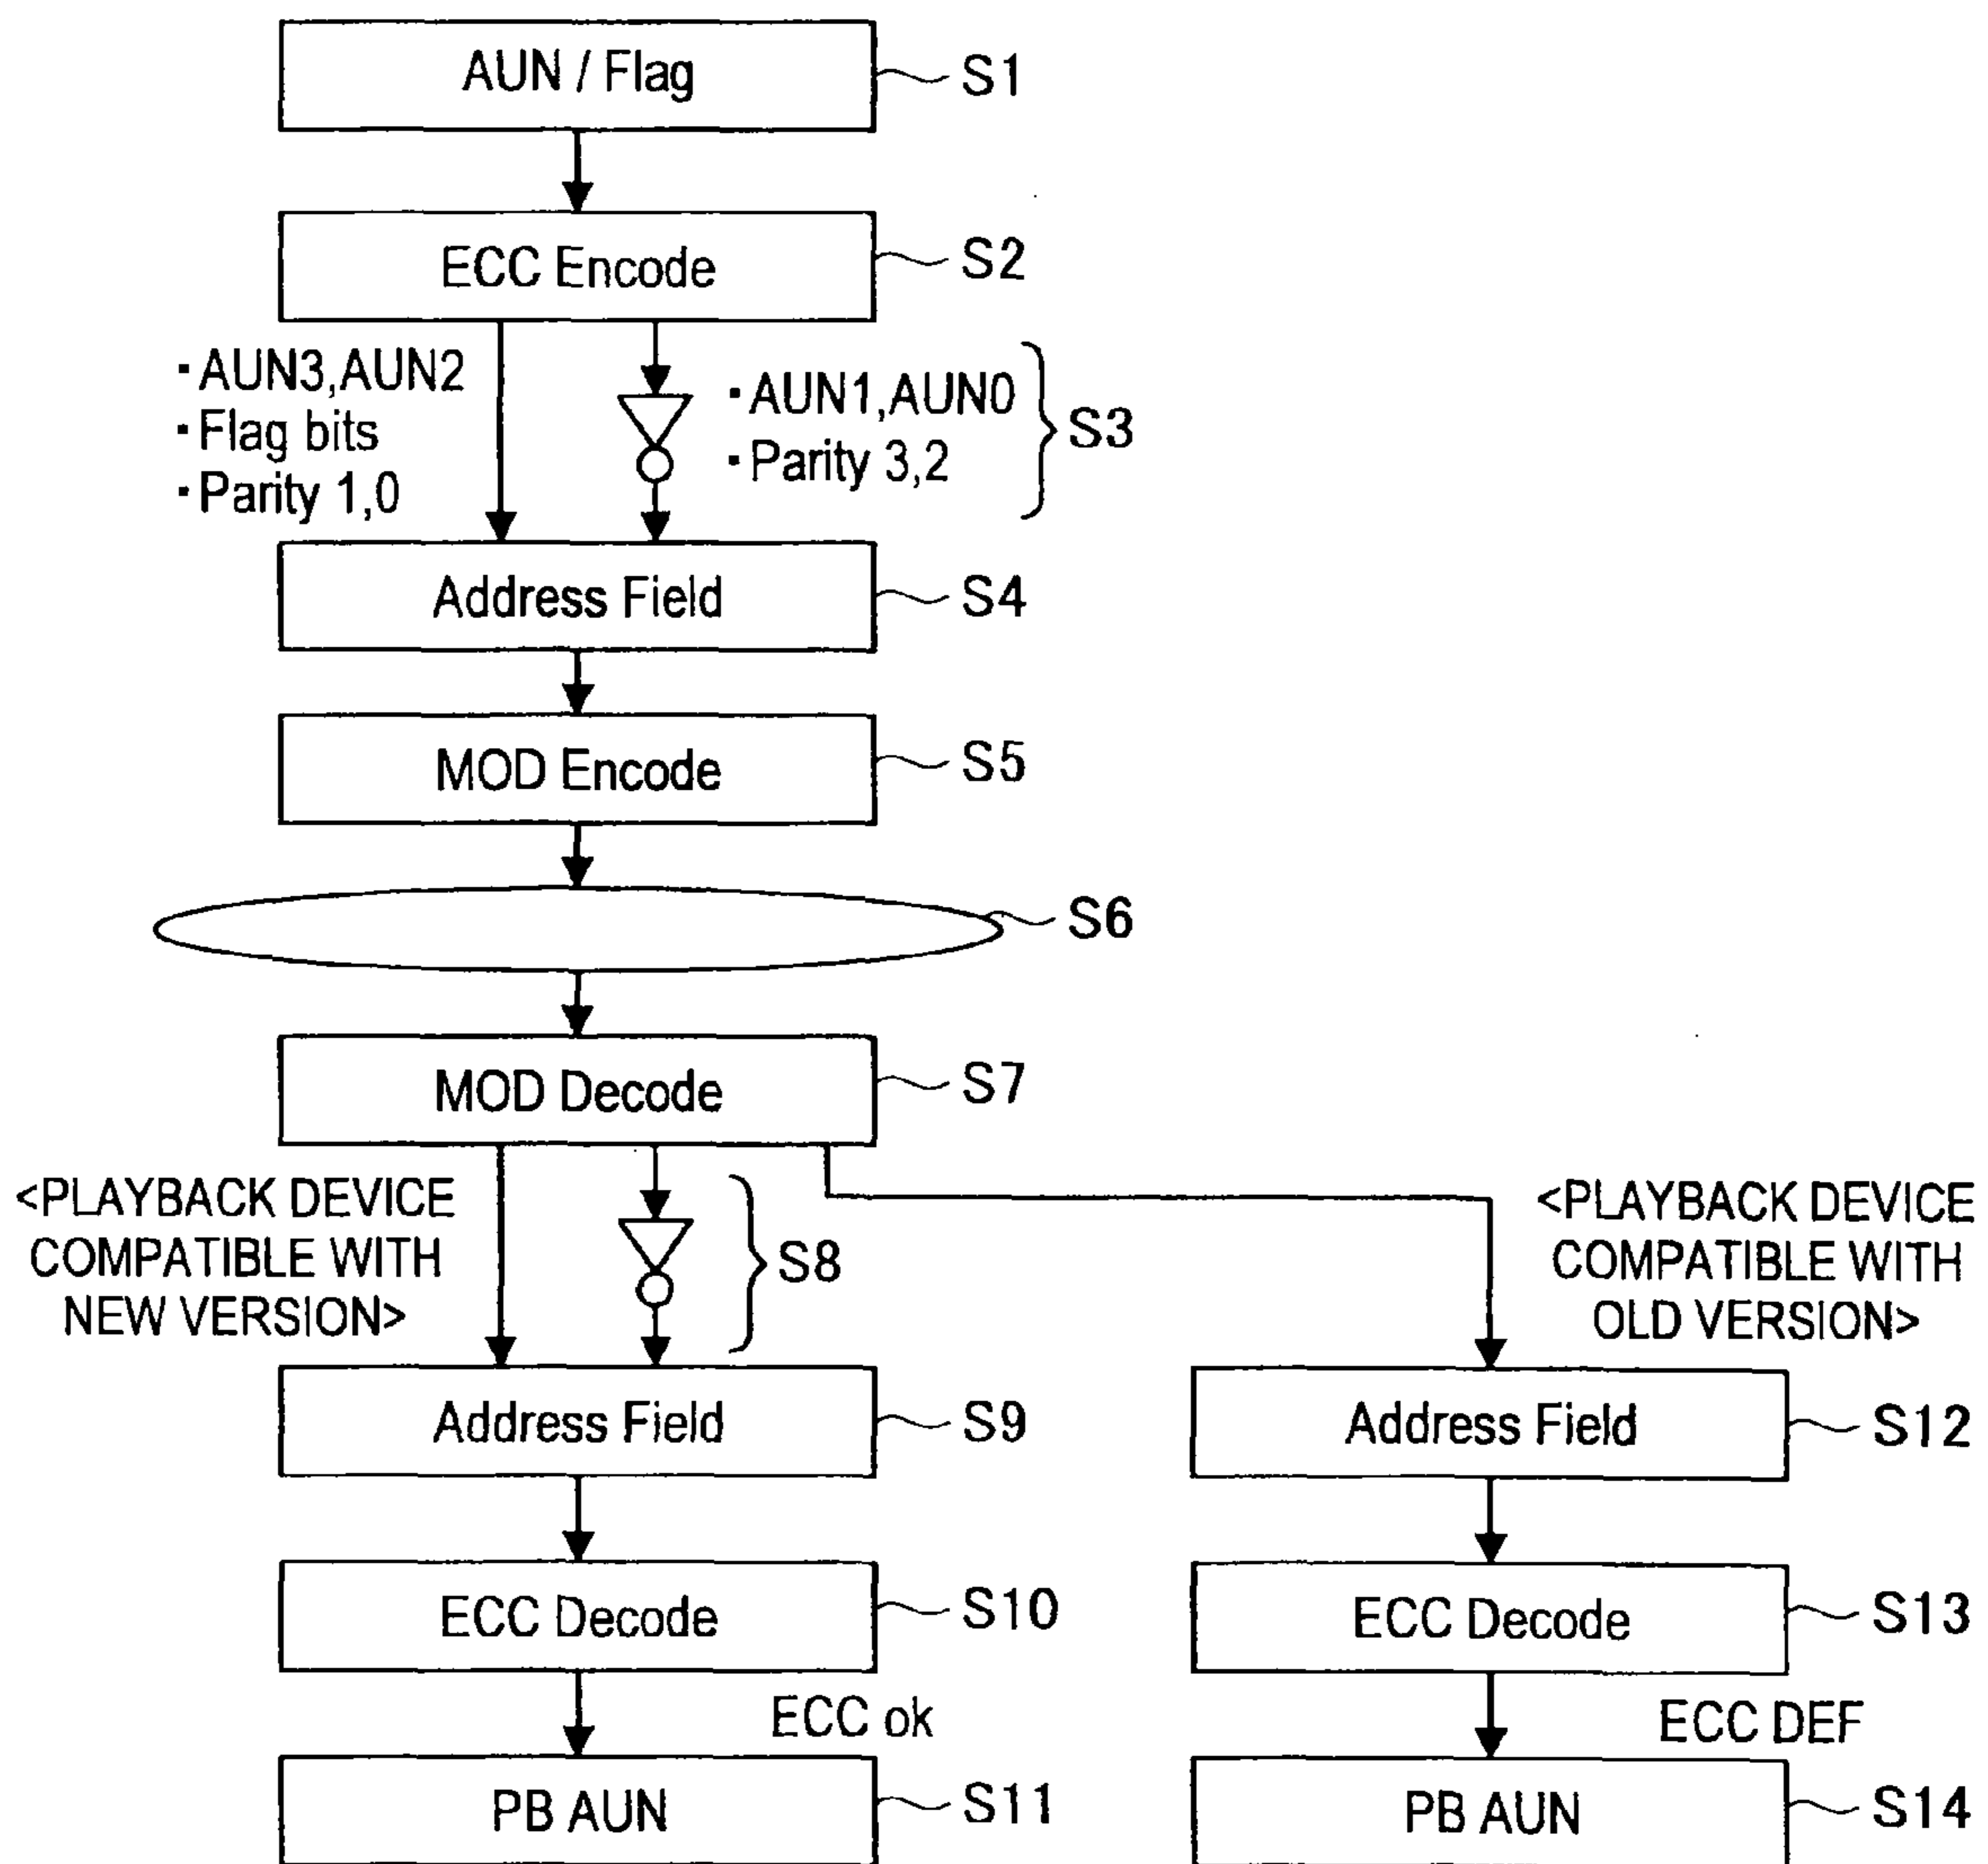 AUN / Flag
S1
ECC Encode
S2
・AUN3,AUN2
・Flag bits
・Parity 1,0
・AUN1,AUN0
・Parity 3,2
S3
Address Field
S4
MOD Encode
S5
S6
MOD Decode
S7
<PLAYBACK DEVICE
COMPATIBLE WITH
NEW VERSION>
S8
<PLAYBACK DEVICE
COMPATIBLE WITH
OLD VERSION>
Address Field
S9
Address Field
S12
ECC Decode
S10
ECC Decode
S13
ECC ok
ECC DEF
PB AUN
S11
PB AUN
S14